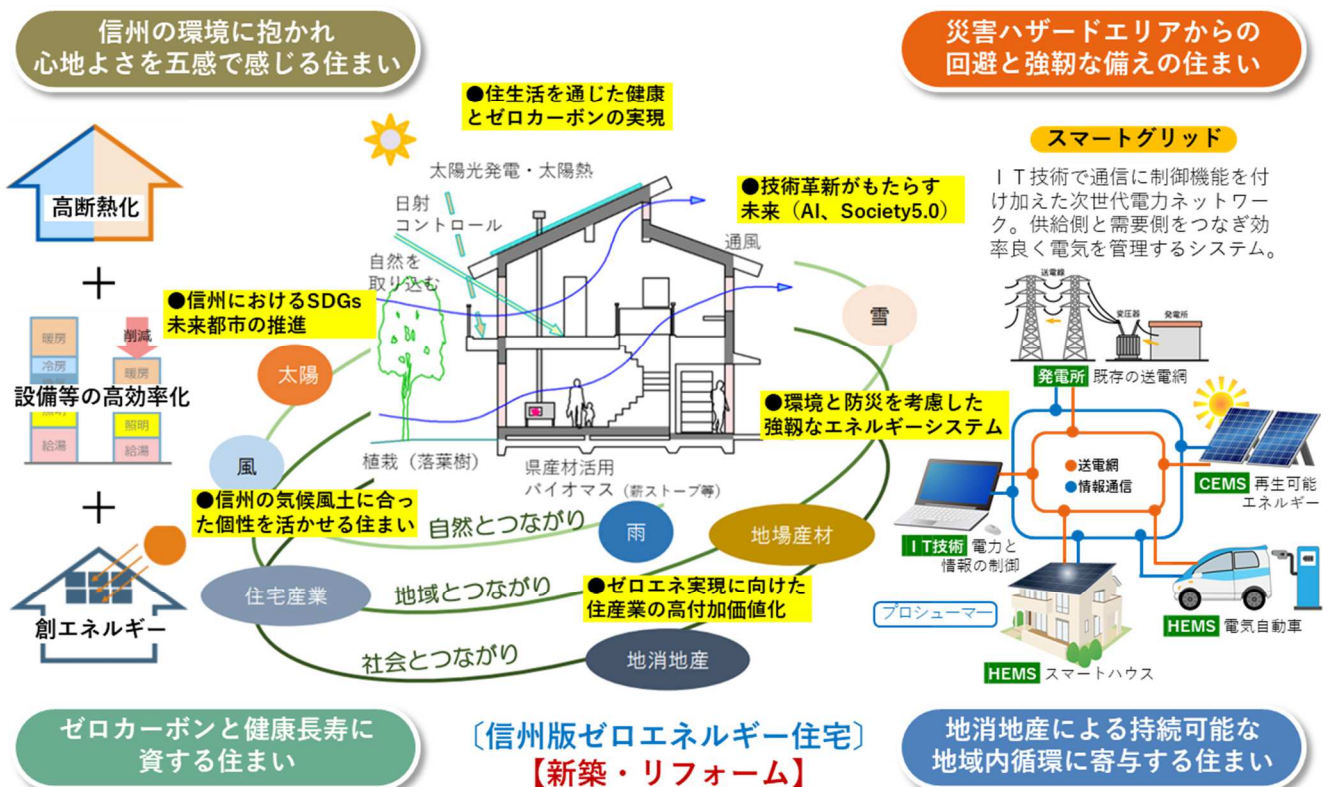 信州の環境に抱かれ
心地よさを五感で感じる住まい
災害ハザードエリアからの
回避と強靭な備えの住まい
●住生活を通じた健康
とゼロカーボンの実現
高断熱化
＋
太陽光発電・太陽熱
日射
コントロール
自然を
取り込む
通風
●技術革新がもたらす
未来（AI、Society5.0）
●信州におけるSDGs
未来都市の推進
太陽
雪
風
暖房
冷房
照明
給湯
削減
暖房
照明
給湯
設備等の高効率化
＋
●環境と防災を考慮した
強靭なエネルギーシステム
植栽（落葉樹）
県産材活用
バイオマス（薪ストーブ等）
●信州の気候風土に合っ
た個性を活かせる住まい
自然とつながり
雨
地場産材
住宅産業
地域とつながり
●ゼロエネ実現に向けた
住産業の高付加価値化
社会とつながり
地消地産
創エネルギー
スマートグリッド
ＩＴ技術で通信に制御機能を付
け加えた次世代電力ネットワー
ク。供給側と需要側をつなぎ効
率良く電気を管理するシステム。
送電線
変圧器
発電所
発電所 既存の送電網
●送電網
●情報通信
CEMS 再生可能
エネルギー
ＩＴ技術 電力と
情報の制御
プロシューマー
HEMS 電気自動車
HEMS スマートハウス
ゼロカーボンと健康長寿に
資する住まい
〔信州版ゼロエネルギー住宅〕
【新築・リフォーム】
地消地産による持続可能な
地域内循環に寄与する住まい